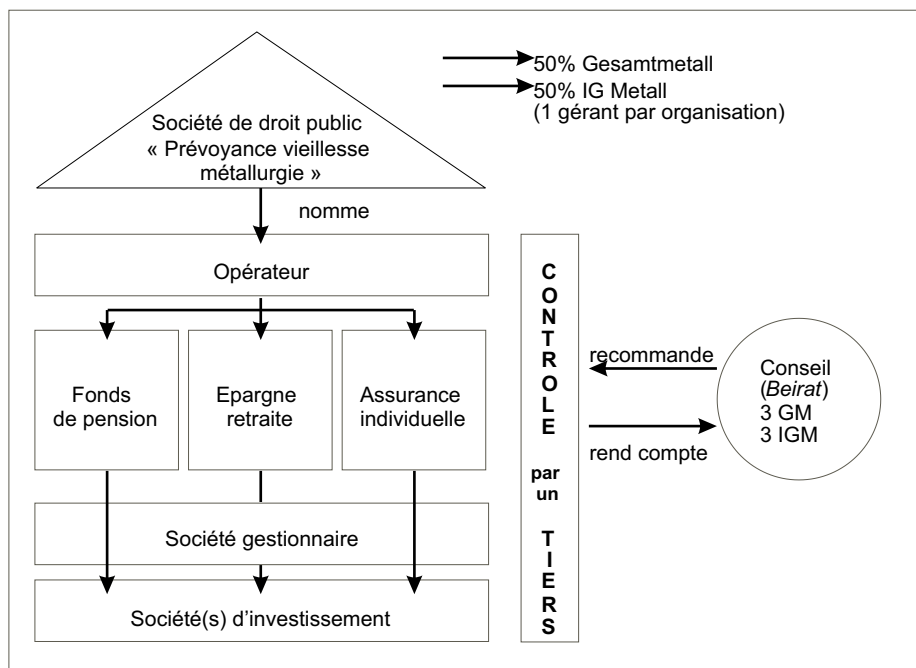 50% Gesamtmetall
50% IG Metall
(1 gérant par organisation)
Société de droit public
« Prévoyance vieillesse
métallurgie »
nomme
Opérateur
Fonds
de pension
Epargne
retraite
Assurance
individuelle
Société gestionnaire
Société(s) d'investissement
CONTROLE
par
un
TIERS
recommande
rend compte
Conseil
(Beirat)
3 GM
3 IGM